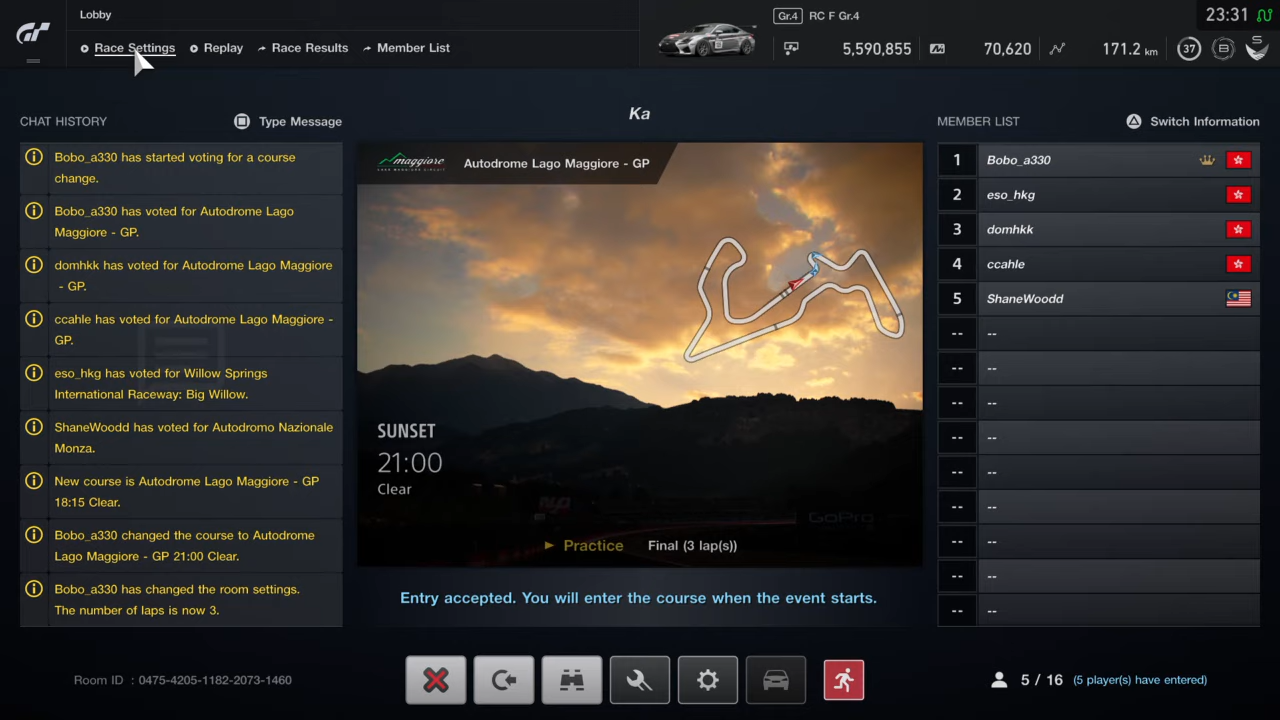 Lobby
Race Settings
Replay
Race Results
Member List
Gr.4
RC F Gr.4
23:31
5,590,855
70,620
171.2 km
37
B
S
Ka
CHAT HISTORY
Type Message
Bobo_a330 has started voting for a course
change.
Bobo_a330 has voted for Autodrome Lago
Maggiore - GP.
domhkk has voted for Autodrome Lago Maggiore
- GP.
ccahle has voted for Autodrome Lago Maggiore -
GP.
eso_hkg has voted for Willow Springs
International Raceway: Big Willow.
ShaneWoodd has voted for Autodromo Nazionale
Monza.
New course is Autodrome Lago Maggiore - GP
18:15 Clear.
Bobo_a330 changed the course to Autodrome
Lago Maggiore - GP 21:00 Clear.
Bobo_a330 has changed the room settings.
The number of laps is now 3.
maggiore
Autodrome Lago Maggiore - GP
SUNSET
21:00
Clear
GoPro
Practice
Final (3 lap(s))
Entry accepted. You will enter the course when the event starts.
MEMBER LIST
Switch Information
1 Bobo_a330
2 eso_hkg
3 domhkk
4 ccahle
5 ShaneWoodd
-- --
-- --
-- --
-- --
-- --
-- --
-- --
-- --
-- --
Room ID : 0475-4205-1182-2073-1460
5 / 16
(5 player(s) have entered)